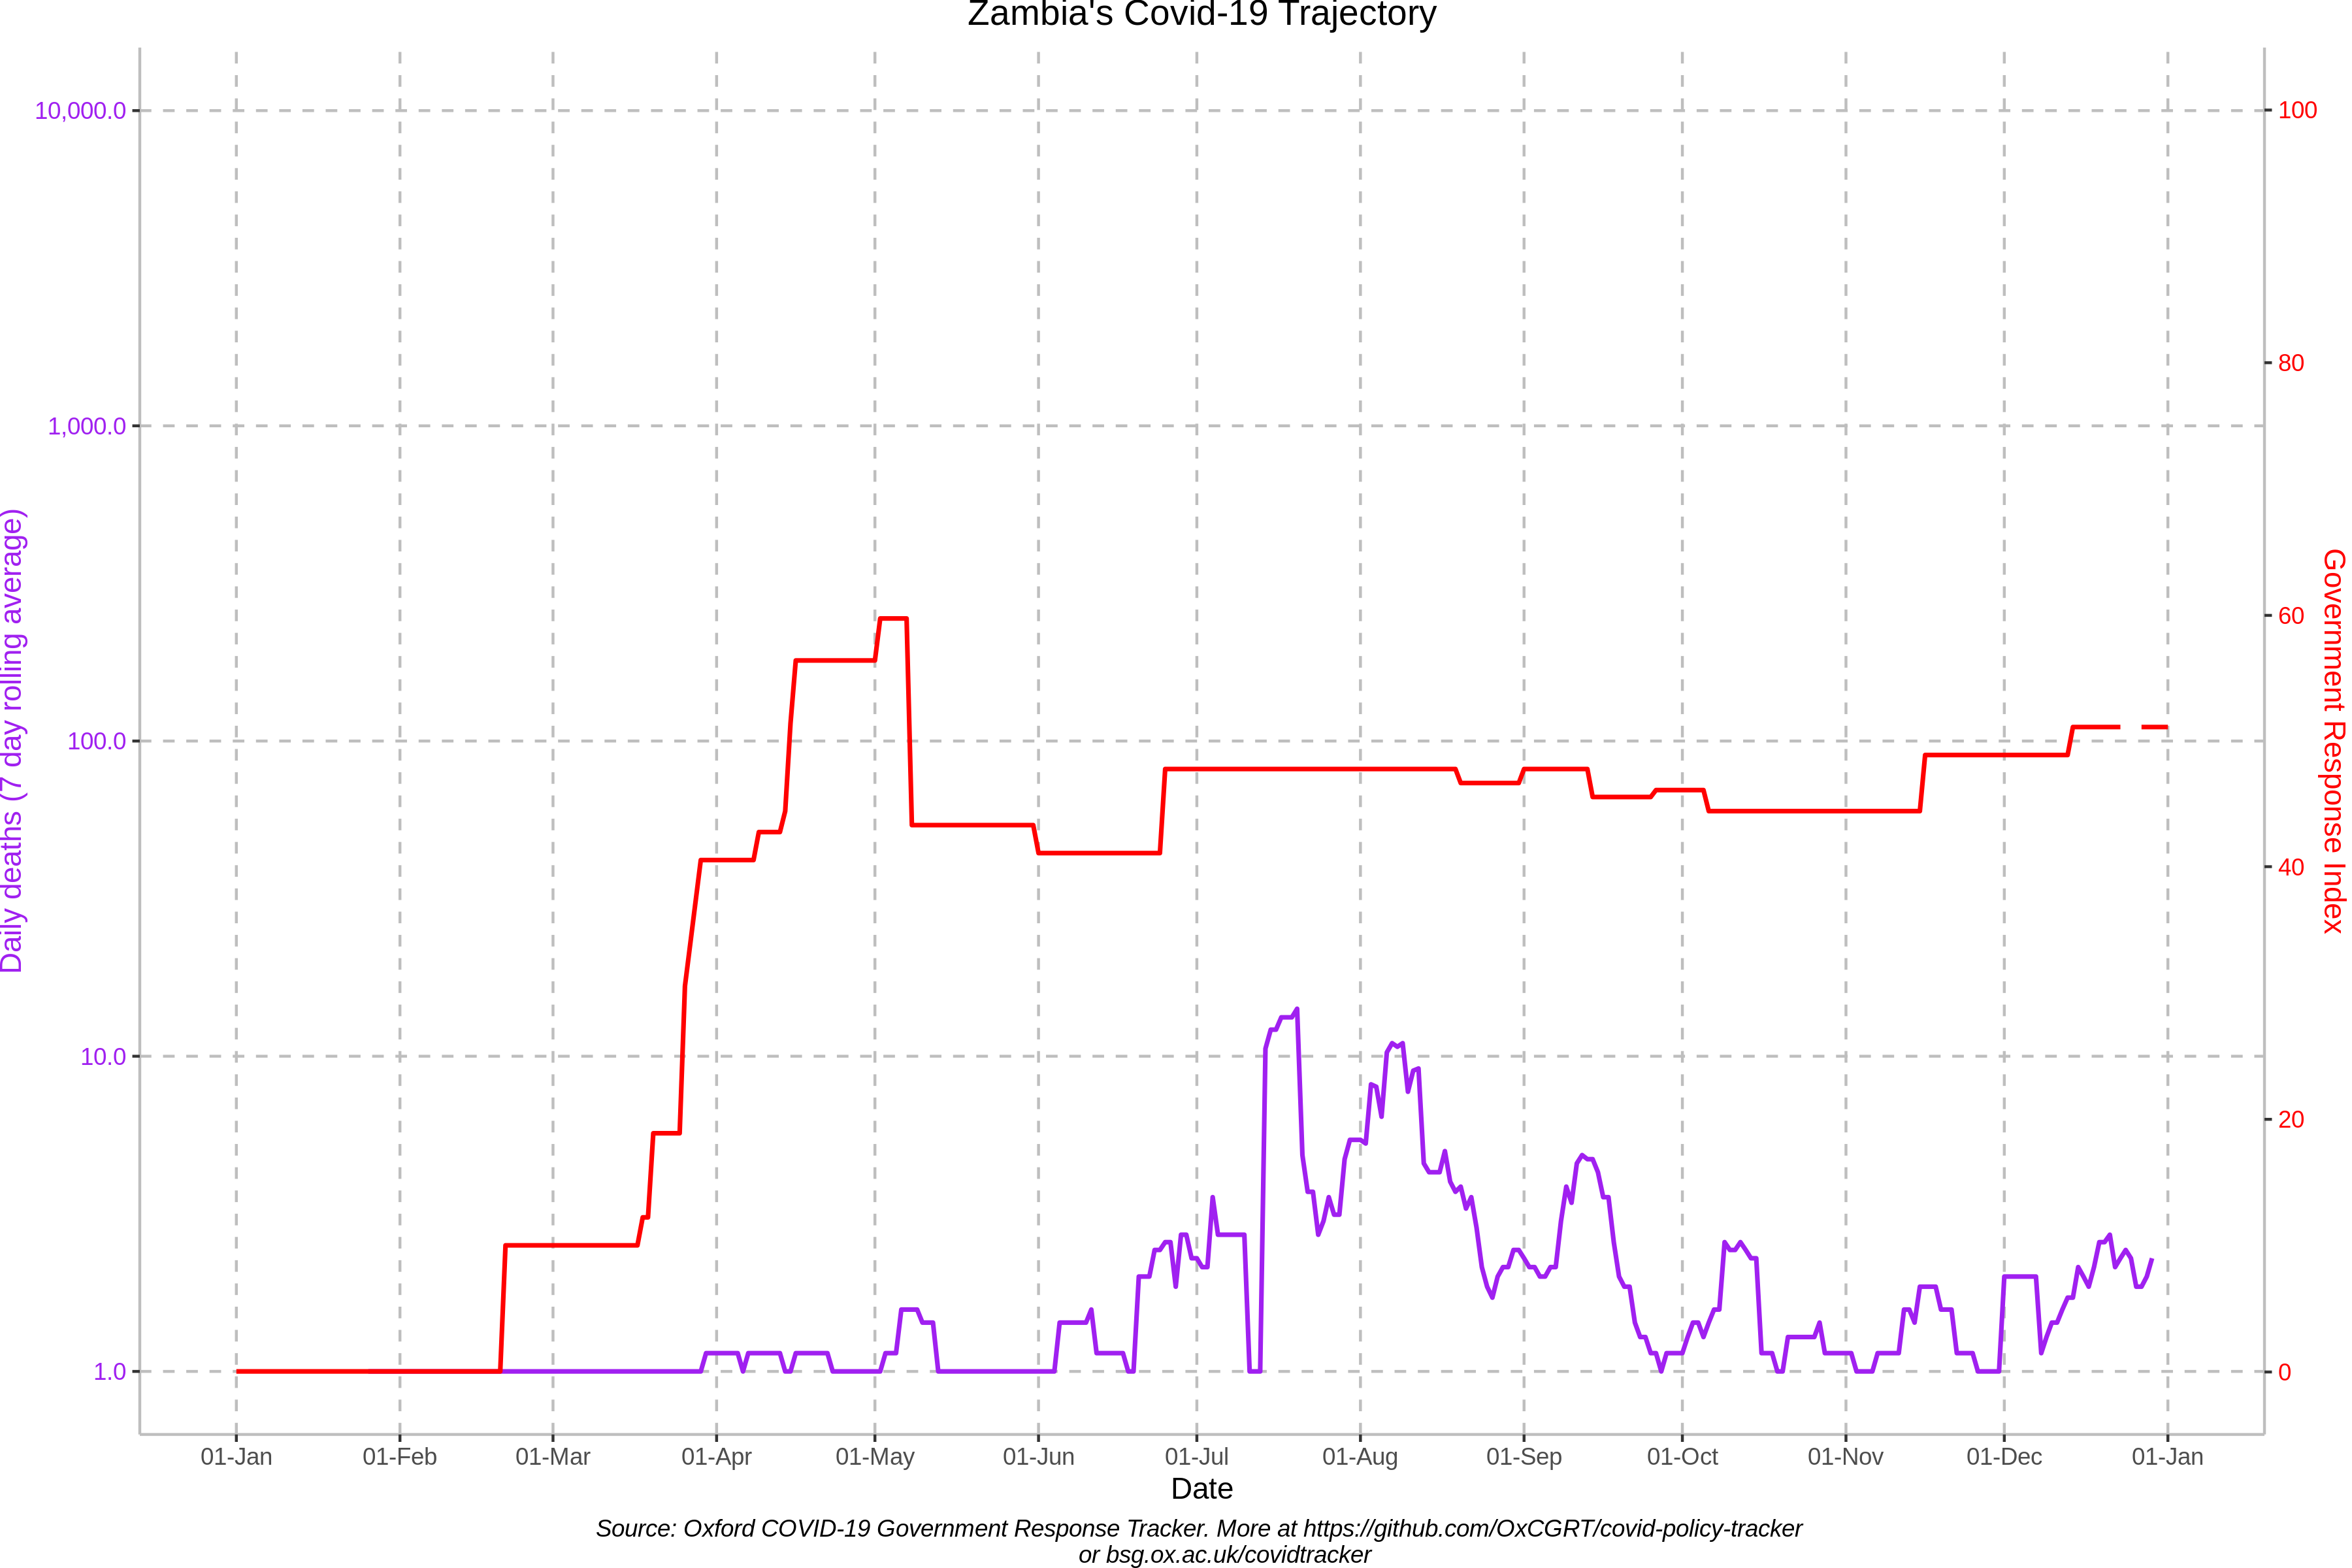 Zambia's Covid-19 Trajectory
10,000.0
1,000.0
100.0
10.0
1.0
Daily deaths (7 day rolling average)
100
80
60
40
20
0
Government Response Index
01-Jan 01-Feb 01-Mar 01-Apr 01-May 01-Jun 01-Jul 01-Aug 01-Sep 01-Oct 01-Nov 01-Dec 01-Jan
Date
Source: Oxford COVID-19 Government Response Tracker. More at https://github.com/OxCGRT/covid-policy-tracker
or bsg.ox.ac.uk/covidtracker